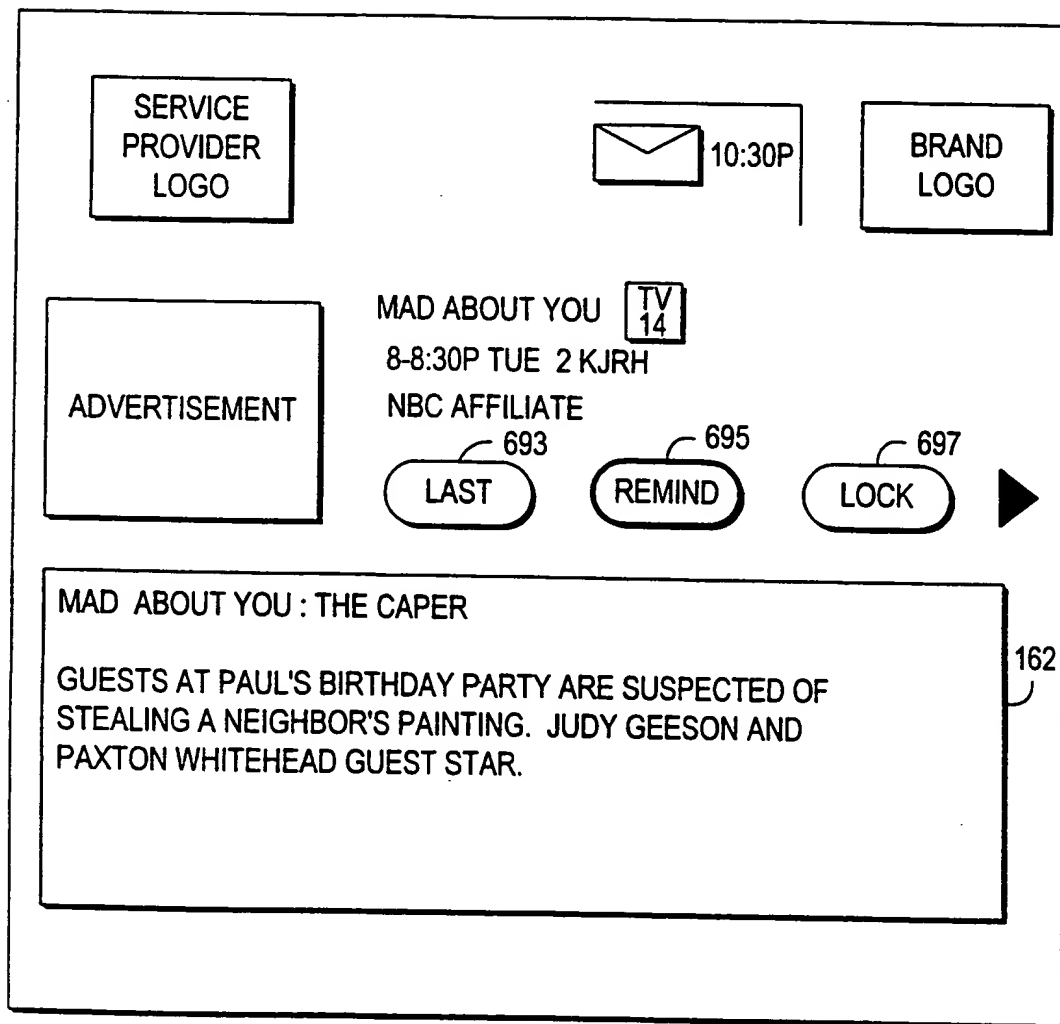 SERVICE
PROVIDER
LOGO
10:30P
BRAND
LOGO
ADVERTISEMENT
MAD ABOUT YOU TV 14
8-8:30P TUE 2 KJRH
NBC AFFILIATE
693
695
697
LAST
REMIND
LOCK
MAD ABOUT YOU : THE CAPER
162
GUESTS AT PAUL'S BIRTHDAY PARTY ARE SUSPECTED OF
STEALING A NEIGHBOR'S PAINTING. JUDY GEESON AND
PAXTON WHITEHEAD GUEST STAR.